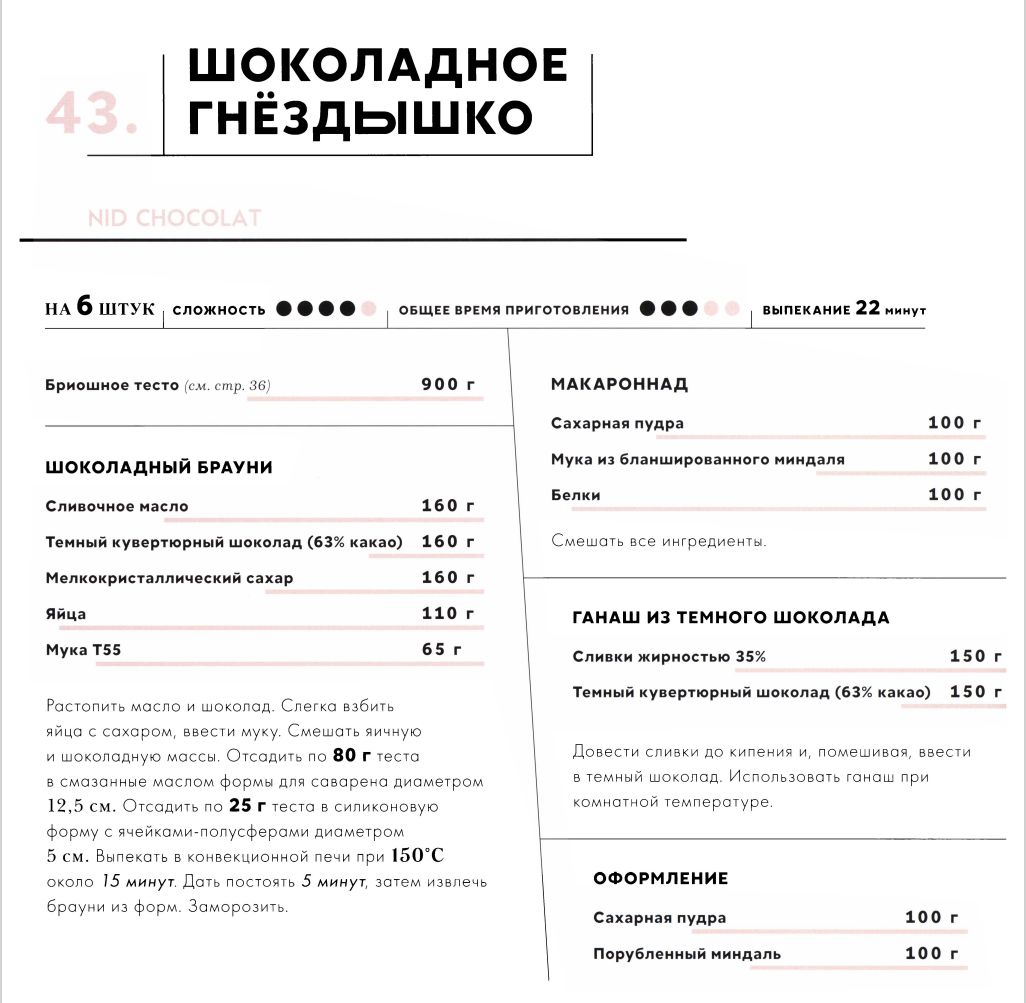 43.
ШОКОЛАДНОЕ
ГНЁЗДЫШКО
NID CHOCOLAT
НА 6 ШТУК
СЛОЖНОСТЬ
ОБЩЕЕ ВРЕМЯ ПРИГОТОВЛЕНИЯ
ВЫПЕКАНИЕ 22 минут
Бриошное тесто (см. стр. 36) 900 г
ШОКОЛАДНЫЙ БРАУНИ
Сливочное масло 160 г
Темный кувертюрный шоколад (63% какао) 160 г
Мелкокристаллический сахар 160 г
Яйца 110 г
Мука Т55 65 г
Растопить масло и шоколад. Слегка взбить
яйца с сахаром, ввести муку. Смешать яичную
и шоколадную массы. Отсадить по 80 г теста
в смазанные маслом формы для саварена диаметром
12,5 см. Отсадить по 25 г теста в силиконовую
форму с ячейками-полусферами диаметром
5 см. Выпекать в конвекционной печи при 150°C
около 15 минут. Дать постоять 5 минут, затем извлечь
брауни из форм. Заморозить.
МАКАРОННАД
Сахарная пудра 100 г
Мука из бланшированного миндаля 100 г
Белки 100 г
Смешать все ингредиенты.
ГАНАШ ИЗ ТЕМНОГО ШОКОЛАДА
Сливки жирностью 35% 150 г
Темный кувертюрный шоколад (63% какао) 150 г
Довести сливки до кипения и, помешивая, ввести
в темный шоколад. Использовать ганаш при
комнатной температуре.
ОФОРМЛЕНИЕ
Сахарная пудра 100 г
Порубленный миндаль 100 г